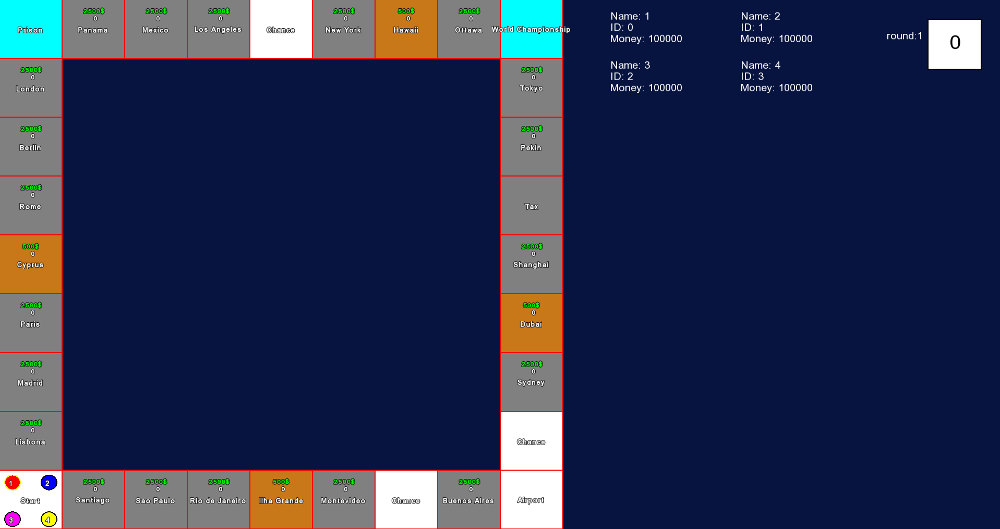 Prison
2500$
0
Panama
2500$
0
Mexico
2500$
0
Los Angeles
Chance
2500$
0
New York
500$
0
Hawaii
2500$
0
Ottawa
World Championship
Name: 1
ID: 0
Money: 100000
Name: 2
ID: 1
Money: 100000
round:1
0
Name: 3
ID: 2
Money: 100000
Name: 4
ID: 3
Money: 100000
2500$
0
London
2500$
0
Tokyo
2500$
0
Berlin
2500$
0
Pekin
2500$
0
Rome
Tax
500$
0
Cyprus
2500$
0
Shanghai
2500$
0
Paris
500$
0
Dubai
2500$
0
Madrid
2500$
0
Sydney
2500$
0
Lisbona
Chance
1
2
Start
3
4
2500$
0
Santiago
2500$
0
Sao Paulo
2500$
0
Rio de Janeiro
500$
0
Ilha Grande
2500$
0
Montevideo
Chance
2500$
0
Buenos Aires
Airport